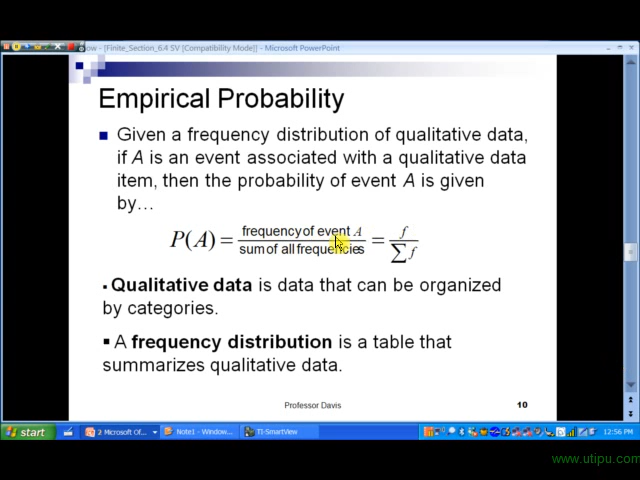 ow - [Finite_Section_6.4 SV [Compatibility Mode]] - Microsoft PowerPoint
Empirical Probability
Given a frequency distribution of qualitative data,
if A is an event associated with a qualitative data
item, then the probability of event A is given
by…
P(A) = frequency of event A / sum of all frequencies = f / ∑ f
▪ Qualitative data is data that can be organized
by categories.
▪ A frequency distribution is a table that
summarizes qualitative data.
Professor Davis
10
start
2 Microsoft Of...
Note1 - Window...
TI-SmartView
12:56 PM
www.utipu.com